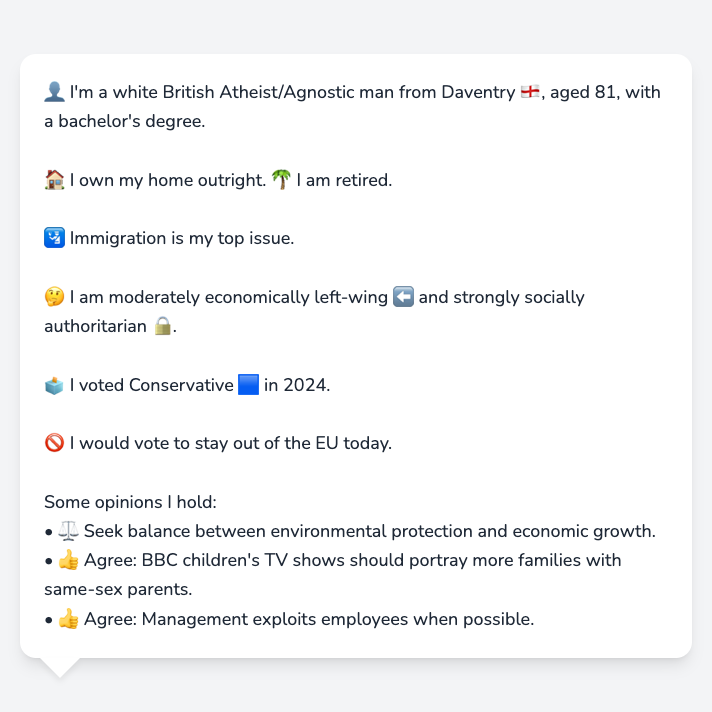 👤 I'm a white British Atheist/Agnostic man from Daventry 🏴󠁧󠁢󠁥󠁮󠁧󠁿, aged 81, with
a bachelor's degree.
🏠 I own my home outright. 🌴 I am retired.
🛂 Immigration is my top issue.
🤔 I am moderately economically left-wing ⬅️ and strongly socially
authoritarian 🔒.
🗳️ I voted Conservative 🟦 in 2024.
🚫 I would vote to stay out of the EU today.
Some opinions I hold:
• ⚖️ Seek balance between environmental protection and economic growth.
• 👍 Agree: BBC children's TV shows should portray more families with
same-sex parents.
• 👍 Agree: Management exploits employees when possible.